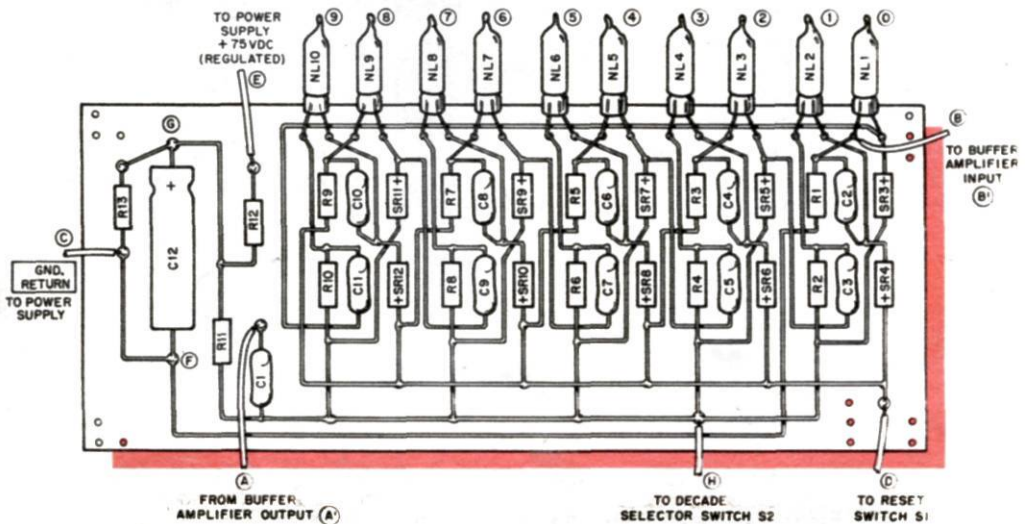 TO POWER
SUPPLY
+75VDC
(REGULATED)
E
9 8 7 6 5 4 3 2 1 0
NL10 NL9 NL8 NL7 NL6 NL5 NL4 NL3 NL2 NL1
B
TO BUFFER
AMPLIFIER
INPUT
B'
G
R13
+
C12
R12
C
GND.
RETURN
TO POWER
SUPPLY
R9 C10 SR11+ R7 C8 SR9+ R5 C6 SR7+ R3 C4 SR5+ R1 C2 SR3+
R10 C11 +SR12 R8 C9 +SR10 R6 C7 +SR8 R4 C5 +SR6 R2 C3 +SR4
R11
F
C1
A
FROM BUFFER
AMPLIFIER OUTPUT A'
H
TO DECADE
SELECTOR SWITCH S2
D
TO RESET
SWITCH S1